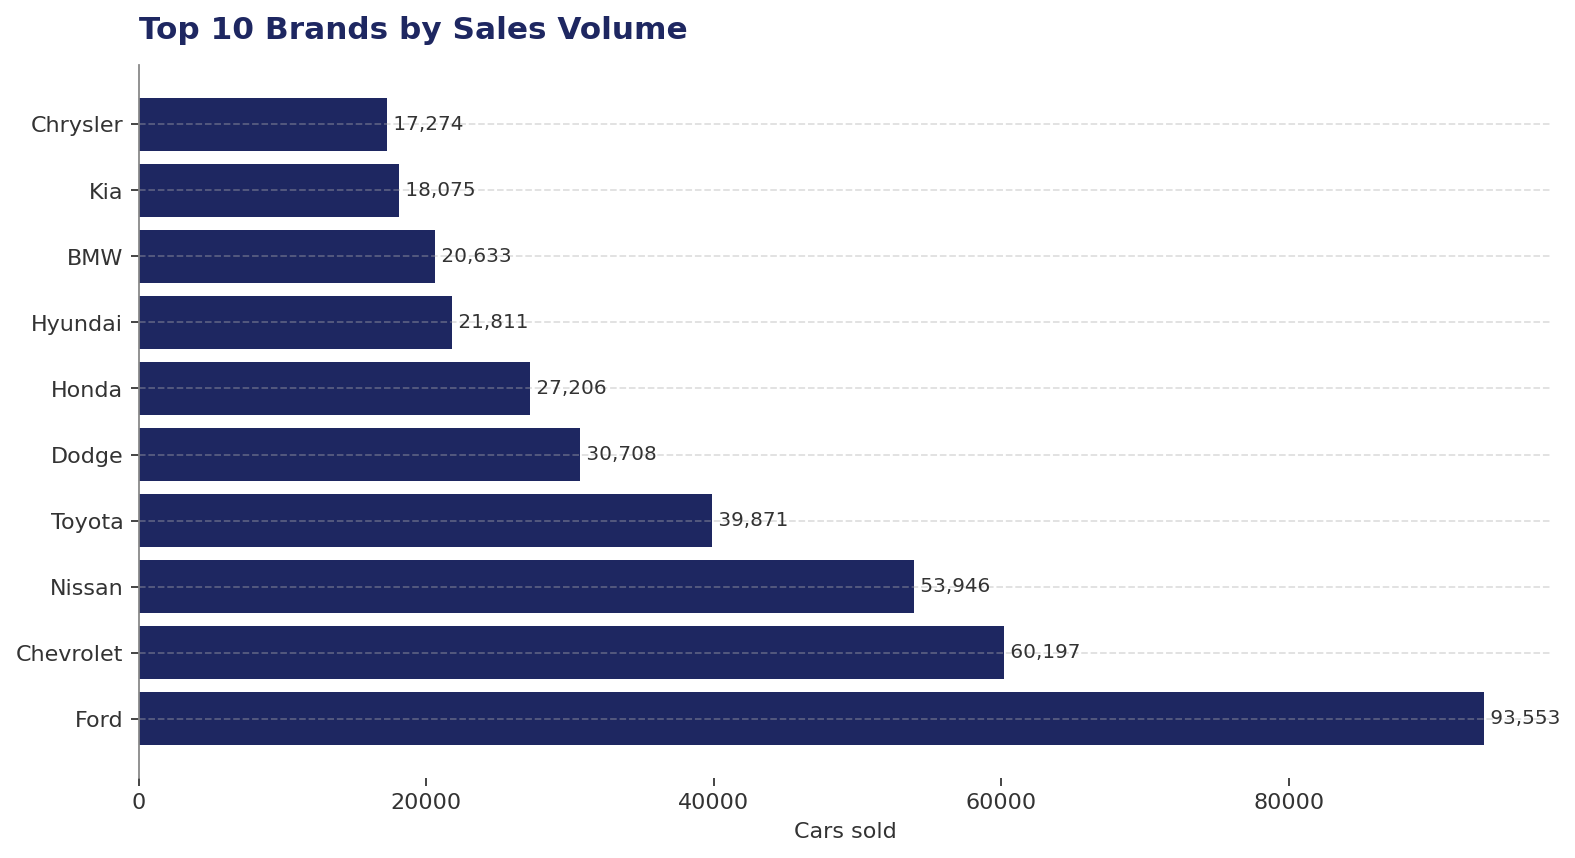 Top 10 Brands by Sales Volume
Chrysler 17,274
Kia 18,075
BMW 20,633
Hyundai 21,811
Honda 27,206
Dodge 30,708
Toyota 39,871
Nissan 53,946
Chevrolet 60,197
Ford 93,553
0 20000 40000 60000 80000
Cars sold